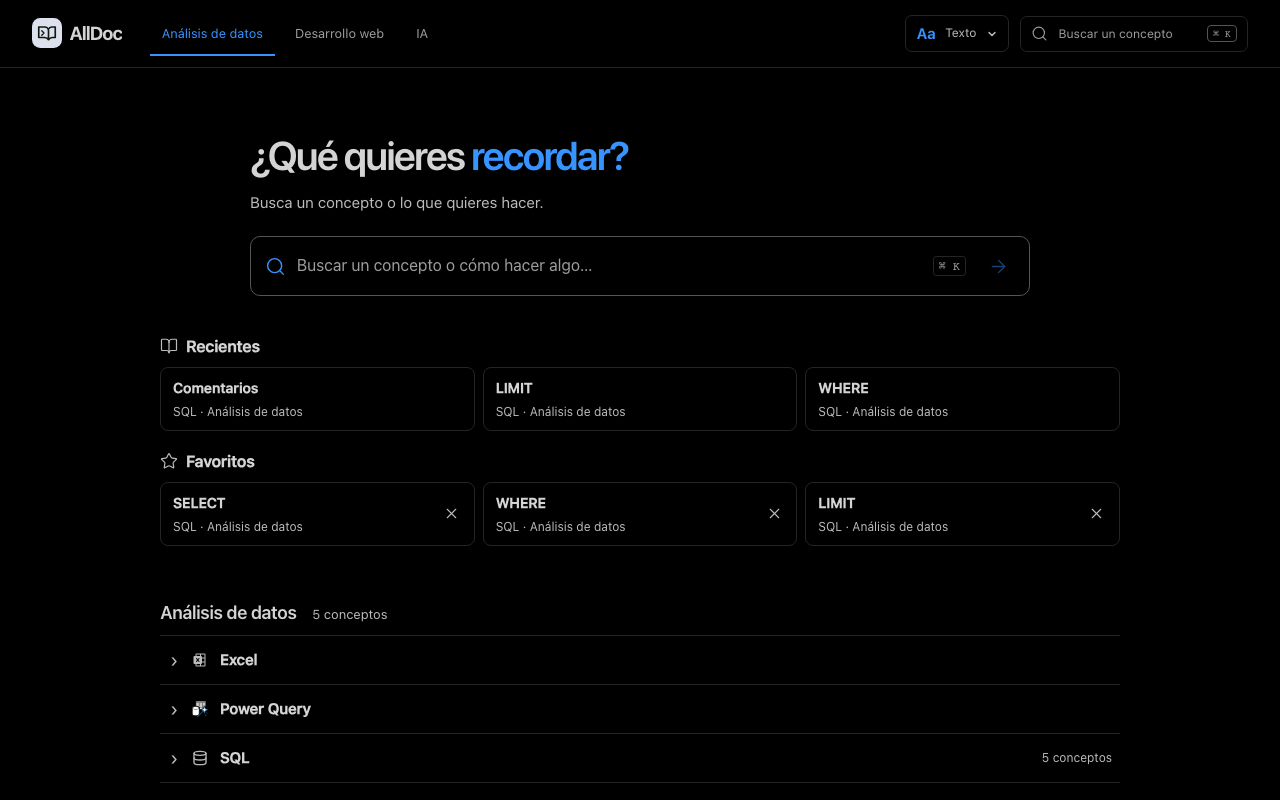 AllDoc
Análisis de datos
Desarrollo web
IA
Aa Texto
Buscar un concepto
⌘ K
¿Qué quieres recordar?
Busca un concepto o lo que quieres hacer.
Buscar un concepto o cómo hacer algo...
⌘ K
Recientes
Comentarios
SQL · Análisis de datos
LIMIT
SQL · Análisis de datos
WHERE
SQL · Análisis de datos
Favoritos
SELECT
SQL · Análisis de datos
WHERE
SQL · Análisis de datos
LIMIT
SQL · Análisis de datos
Análisis de datos 5 conceptos
Excel
Power Query
SQL 5 conceptos